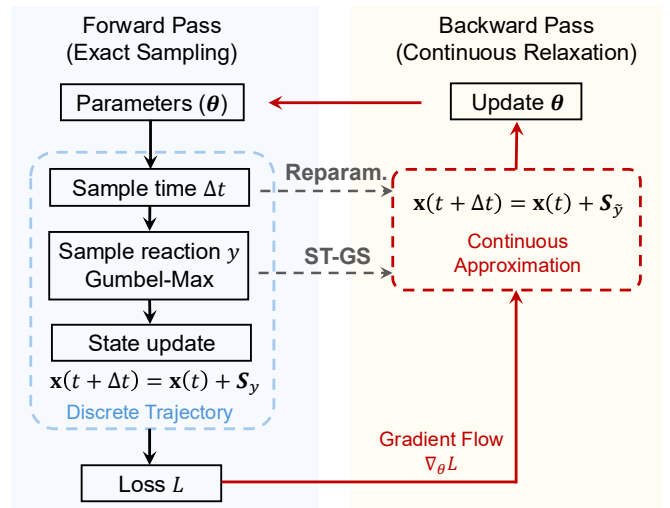 Forward Pass
(Exact Sampling)
Parameters (θ)
Sample time Δt
Sample reaction y
Gumbel-Max
State update
x(t + Δt) = x(t) + S_y
Discrete Trajectory
Loss L
Reparam.
ST-GS
Backward Pass
(Continuous Relaxation)
Update θ
x(t + Δt) = x(t) + S_ỹ
Continuous
Approximation
Gradient Flow
∇_θ L